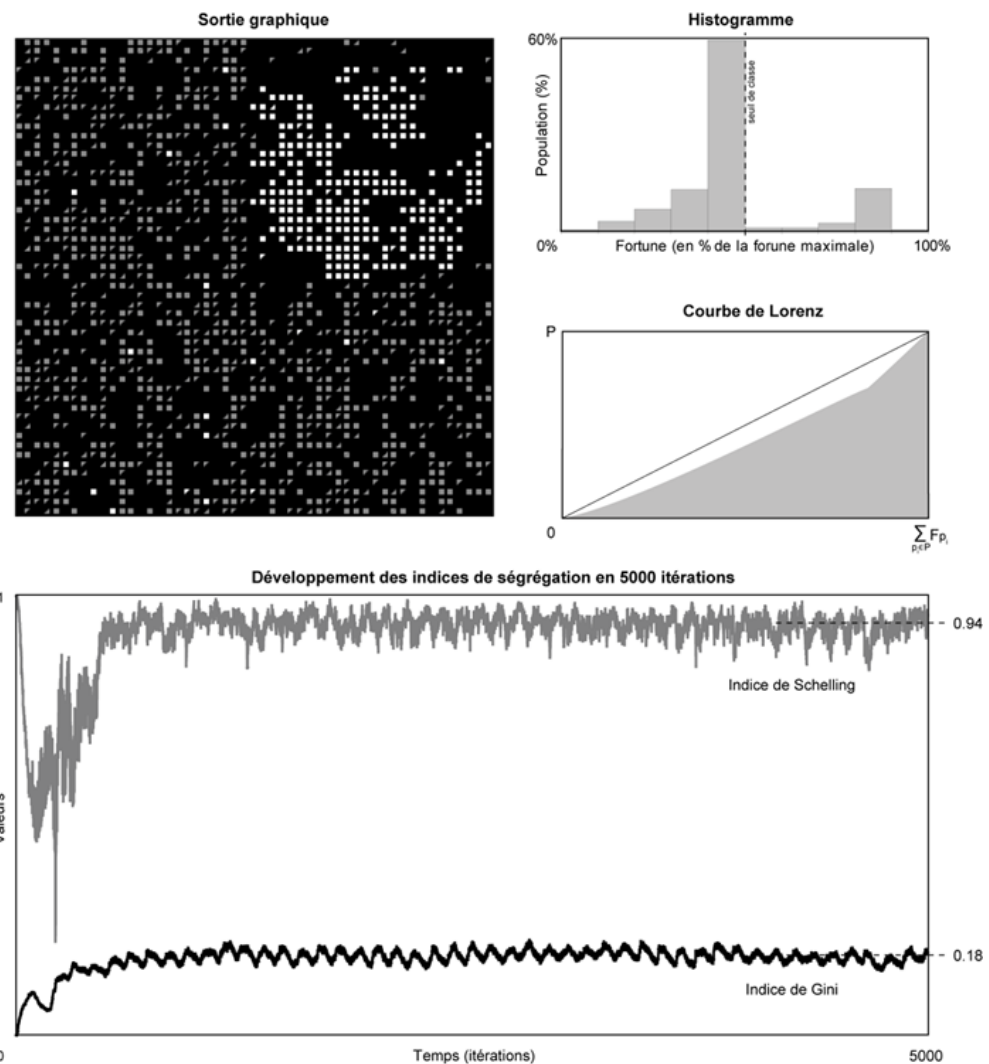 Sortie graphique
Histogramme
60%
Population (%)
seuil de classe
0%
Fortune (en % de la forune maximale)
100%
Courbe de Lorenz
P
0
∑ Fpᵢ
pᵢ∈P
Développement des indices de ségrégation en 5000 itérations
1
0.94
Indice de Schelling
Valeurs
0.18
Indice de Gini
0
Temps (itérations)
5000